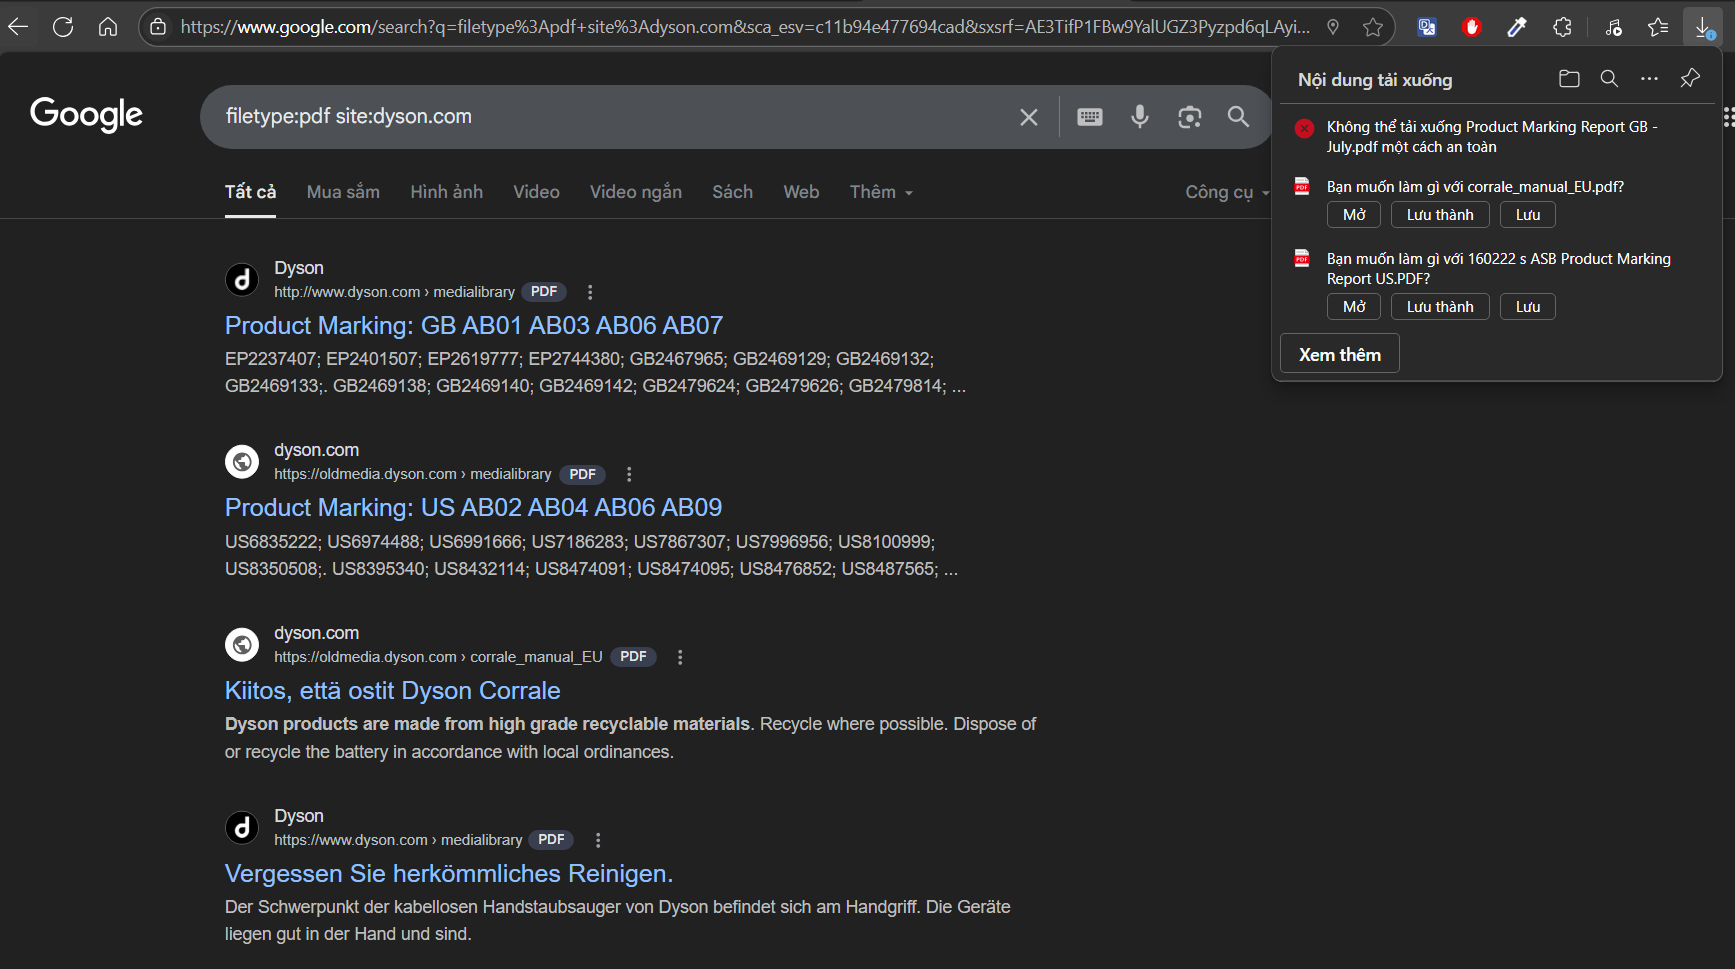 https://www.google.com/search?q=filetype%3Apdf+site%3Adyson.com&sca_esv=c11b94e477694cad&sxsrf=AE3TifP1FBw9YalUGZ3Pyzpd6qLAyi...
Google
filetype:pdf site:dyson.com
Tất cả Mua sắm Hình ảnh Video Video ngắn Sách Web Thêm Công cụ
Dyson
http://www.dyson.com › medialibrary PDF
Product Marking: GB AB01 AB03 AB06 AB07
EP2237407; EP2401507; EP2619777; EP2744380; GB2467965; GB2469129; GB2469132;
GB2469133;. GB2469138; GB2469140; GB2469142; GB2479624; GB2479626; GB2479814; ...
dyson.com
https://oldmedia.dyson.com › medialibrary PDF
Product Marking: US AB02 AB04 AB06 AB09
US6835222; US6974488; US6991666; US7186283; US7867307; US7996956; US8100999;
US8350508;. US8395340; US8432114; US8474091; US8474095; US8476852; US8487565; ...
dyson.com
https://oldmedia.dyson.com › corrale_manual_EU PDF
Kiitos, että ostit Dyson Corrale
Dyson products are made from high grade recyclable materials. Recycle where possible. Dispose of
or recycle the battery in accordance with local ordinances.
Dyson
https://www.dyson.com › medialibrary PDF
Vergessen Sie herkömmliches Reinigen.
Der Schwerpunkt der kabellosen Handstaubsauger von Dyson befindet sich am Handgriff. Die Geräte
liegen gut in der Hand und sind.
Nội dung tải xuống
Không thể tải xuống Product Marking Report GB -
July.pdf một cách an toàn
Bạn muốn làm gì với corrale_manual_EU.pdf?
Mở Lưu thành Lưu
Bạn muốn làm gì với 160222 s ASB Product Marking
Report US.PDF?
Mở Lưu thành Lưu
Xem thêm